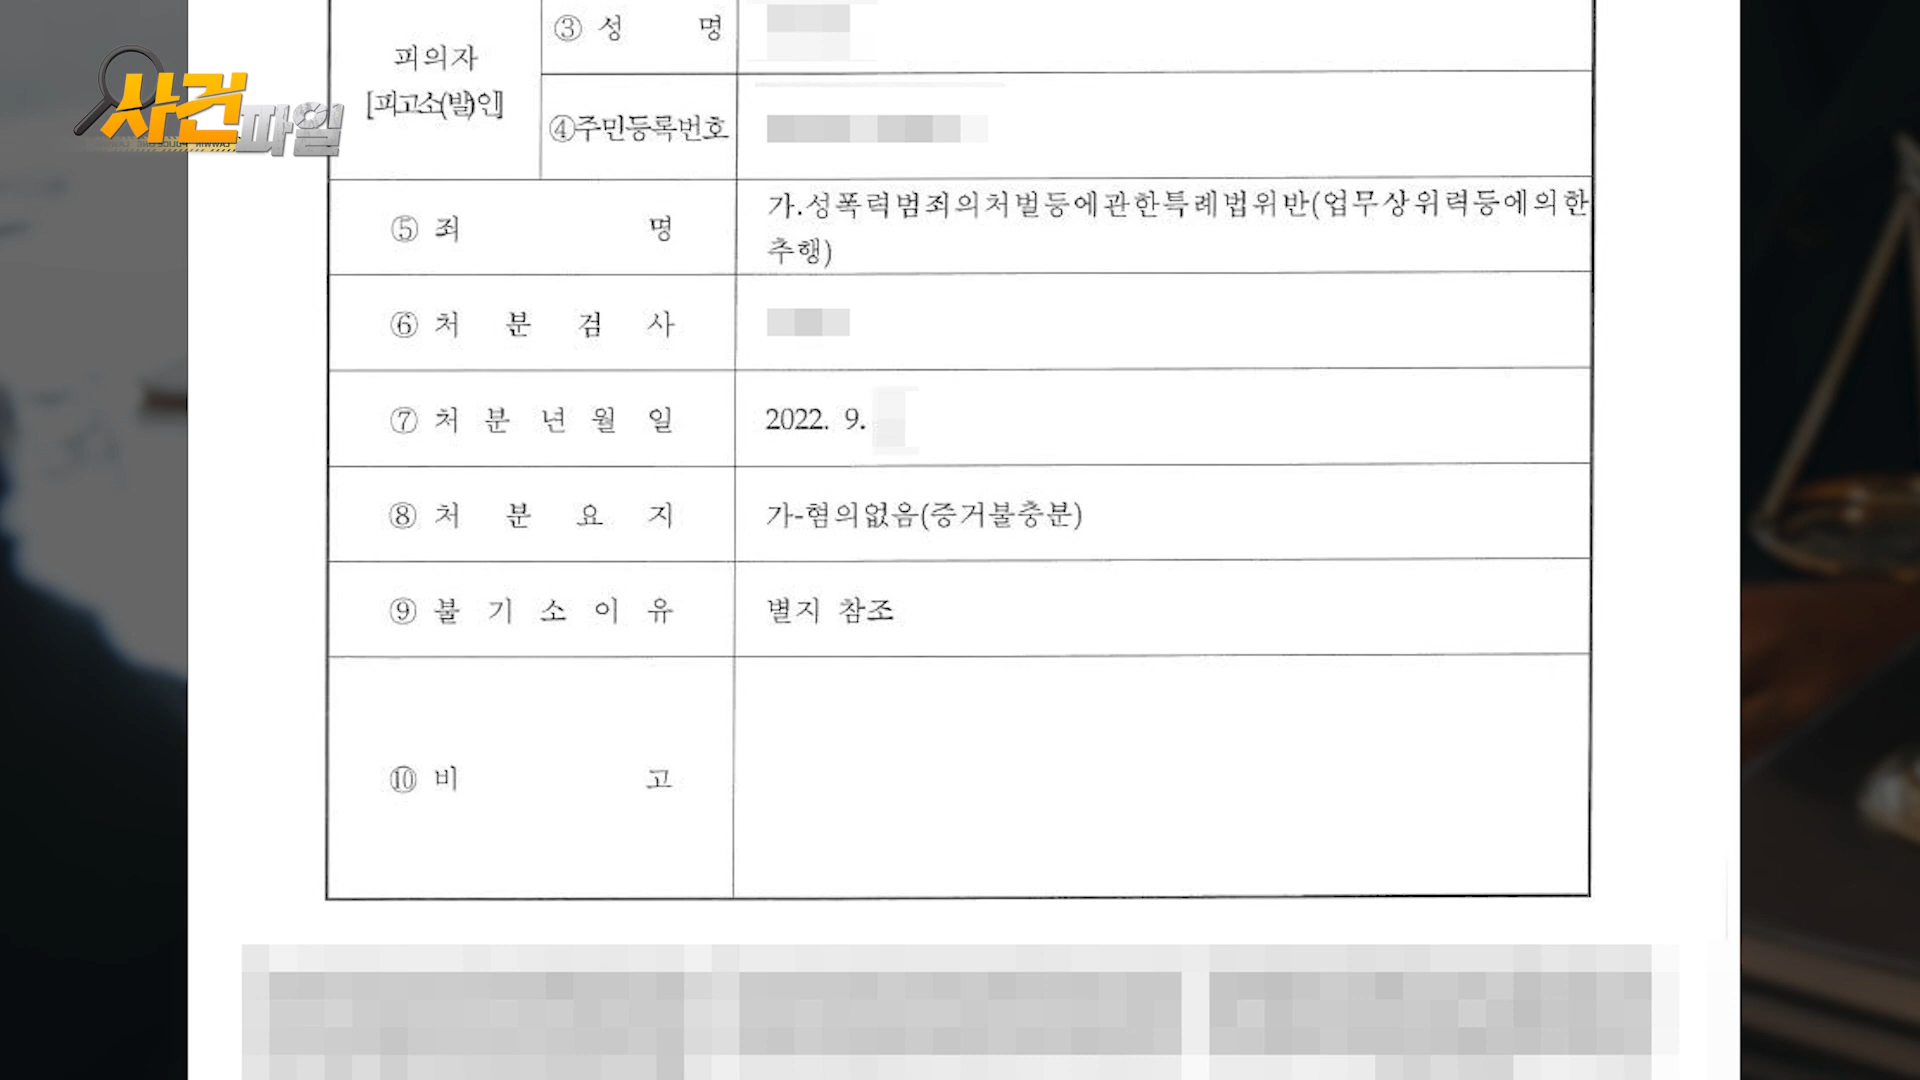 사건파일
③ 성 명
피의자
[피고소(발)인]
④주민등록번호
⑤ 죄 명
가.성폭력범죄의처벌등에관한특례법위반(업무상위력등에의한
추행)
⑥ 처 분 검 사
⑦ 처 분 년 월 일
2022. 9.
⑧ 처 분 요 지
가-혐의없음(증거불충분)
⑨ 불 기 소 이 유
별지 참조
⑩ 비 고